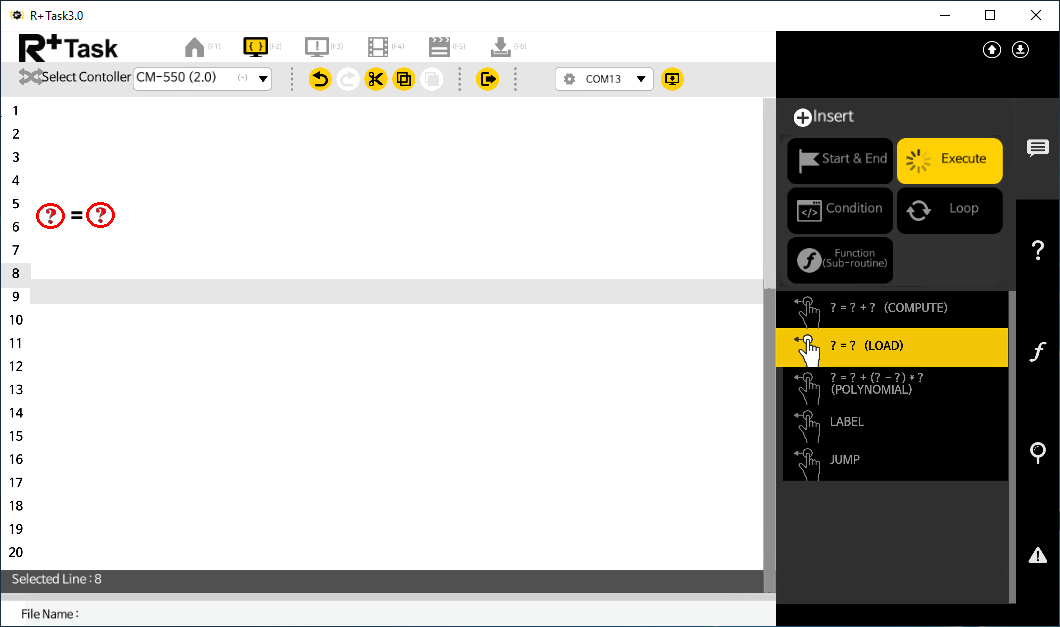 R+Task3.0
R+Task
(F1)
(F2)
(F3)
(F4)
(F5)
(F6)
Select Contoller
CM-550 (2.0)
(-)
COM13
1
2
3
4
5
6
7
8
9
10
11
12
13
14
15
16
17
18
19
20
? = ?
Selected Line : 8
File Name :
Insert
Start & End
Execute
Condition
Loop
Function
(Sub-routine)
? = ? + ? (COMPUTE)
? = ? (LOAD)
? = ? + (? - ?) * ?
(POLYNOMIAL)
LABEL
JUMP
?
f